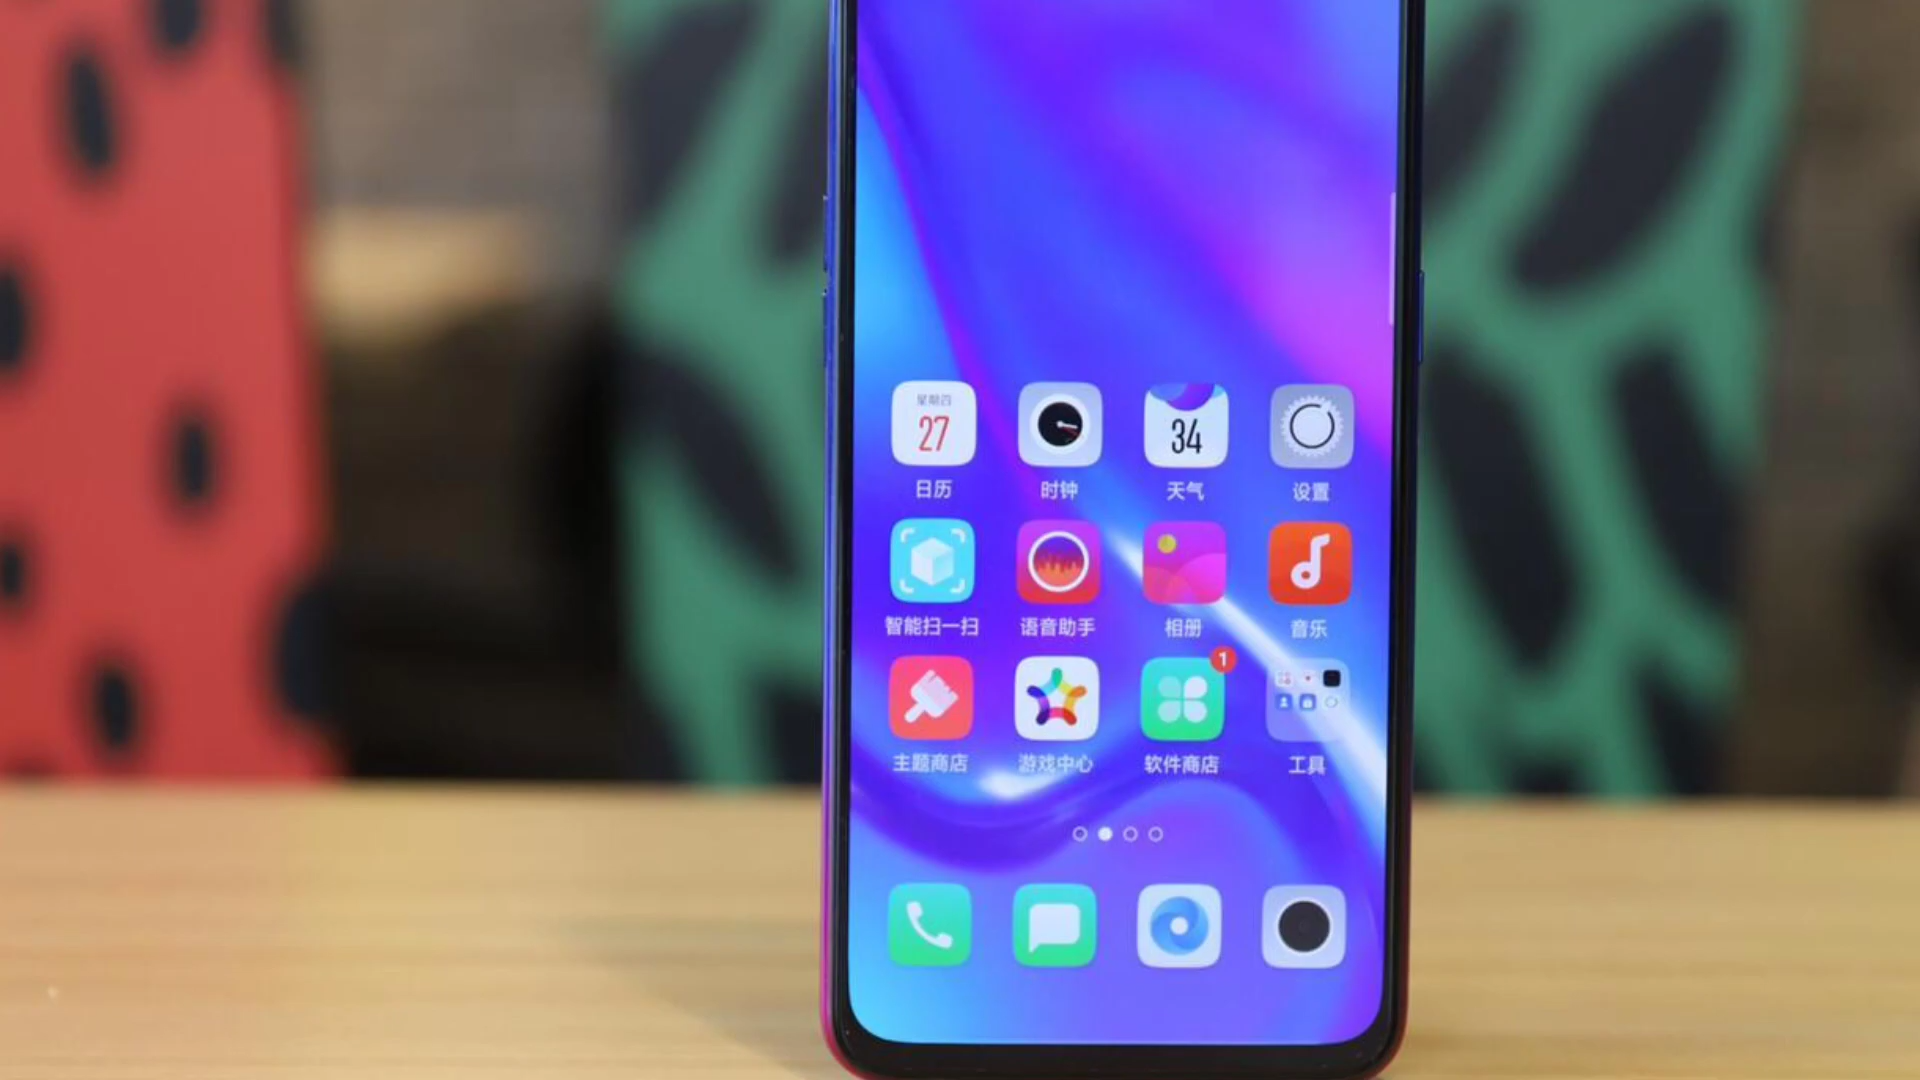 星期四
27
34
日历
时钟
天气
设置
智能扫一扫
语音助手
相册
音乐
1
主题商店
游戏中心
软件商店
工具